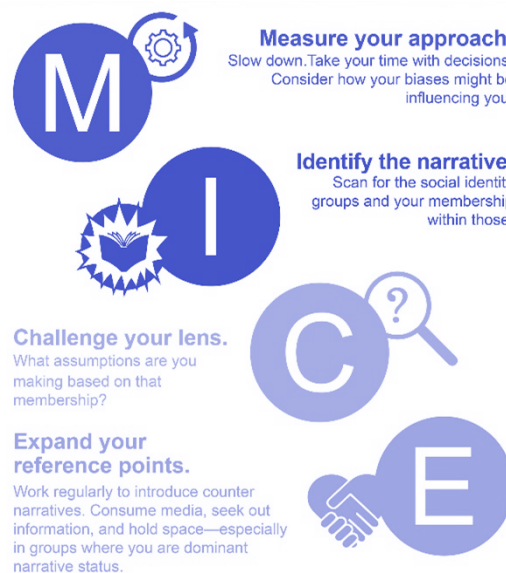 M
Measure your approach
Slow down.Take your time with decisions
Consider how your biases might b
influencing you
I
Identify the narrative
Scan for the social identit
groups and your membership
within those
C
?
Challenge your lens.
What assumptions are you
making based on that
membership?
E
Expand your
reference points.
Work regularly to introduce counter
narratives. Consume media, seek out
information, and hold space—especially
in groups where you are dominant
narrative status.